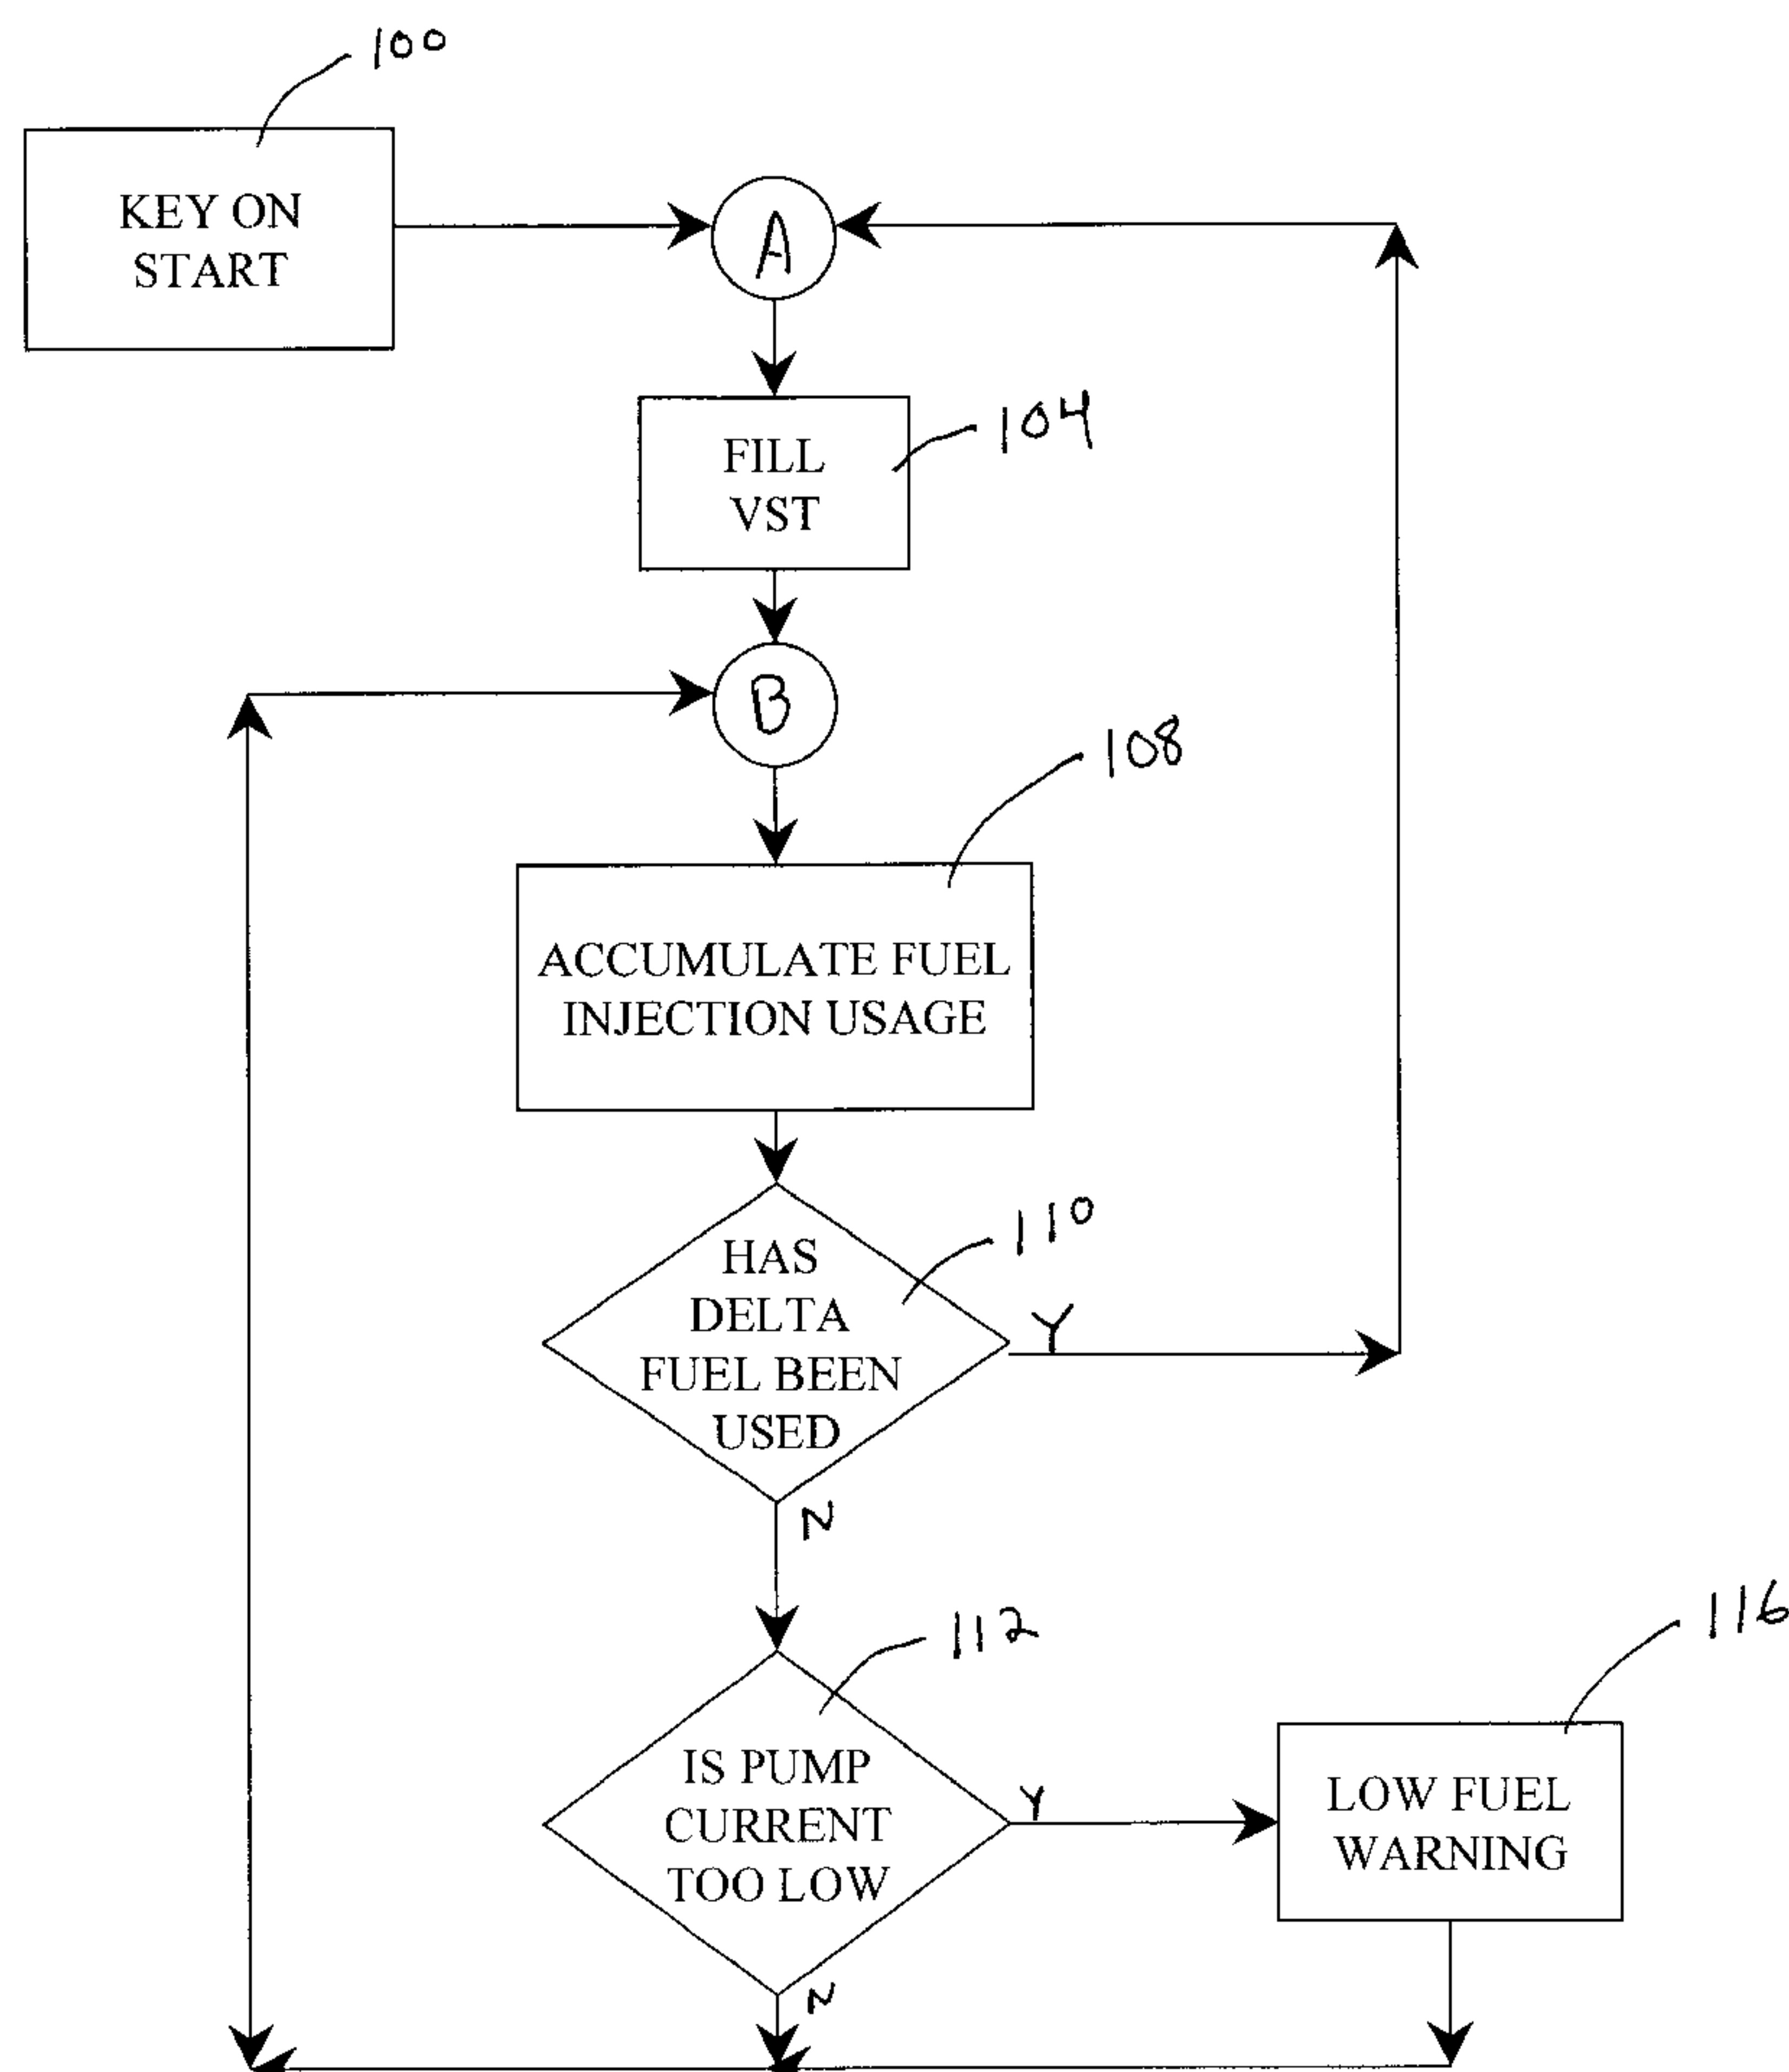 100
KEY ON
START
A
FILL
VST
104
B
108
ACCUMULATE FUEL
INJECTION USAGE
110
HAS
DELTA
FUEL BEEN
USED
Y
N
112
116
IS PUMP
CURRENT
TOO LOW
Y
LOW FUEL
WARNING
N